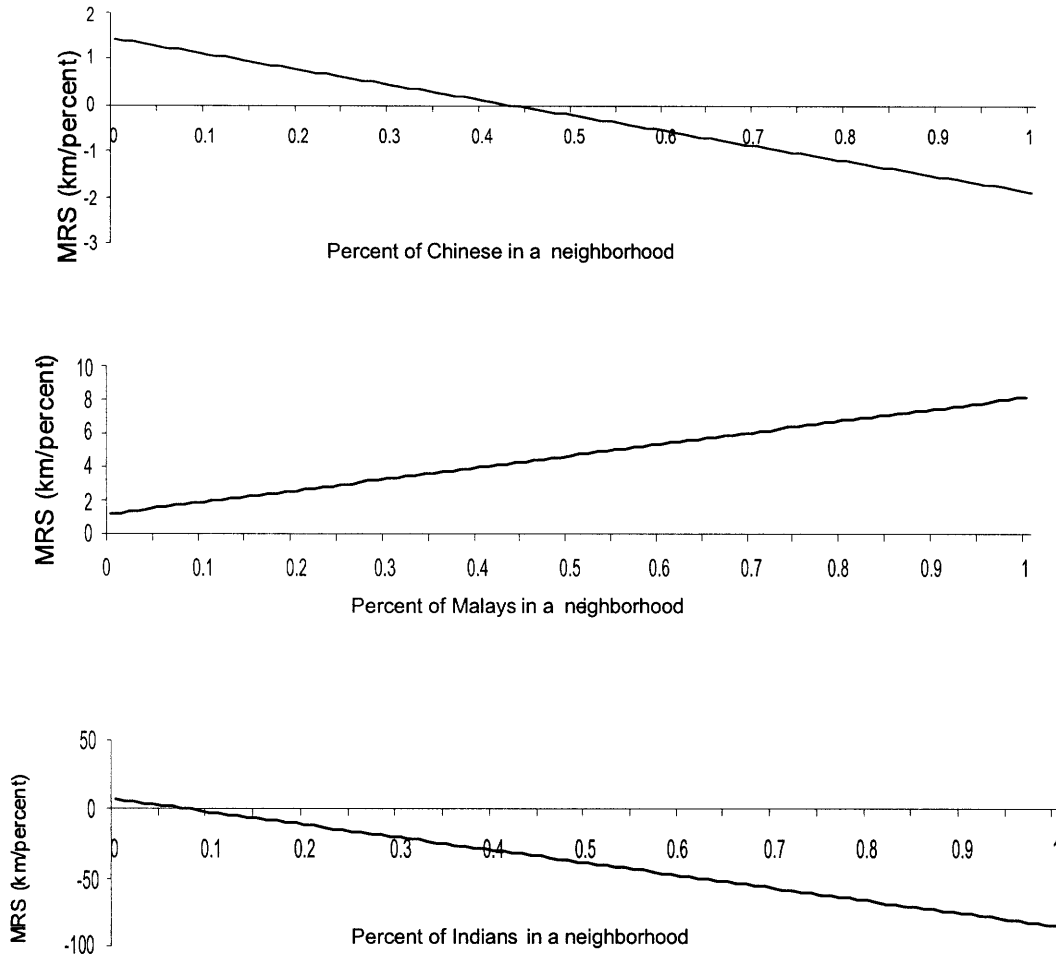 2
1
0
-1
-2
-3
MRS (km/percent)
0 0.1 0.2 0.3 0.4 0.5 0.6 0.7 0.8 0.9 1
Percent of Chinese in a neighborhood
10
8
6
4
2
0
MRS (km/percent)
0 0.1 0.2 0.3 0.4 0.5 0.6 0.7 0.8 0.9 1
Percent of Malays in a neighborhood
50
0
-50
-100
MRS (km/percent)
0 0.1 0.2 0.3 0.4 0.5 0.6 0.7 0.8 0.9 1
Percent of Indians in a neighborhood